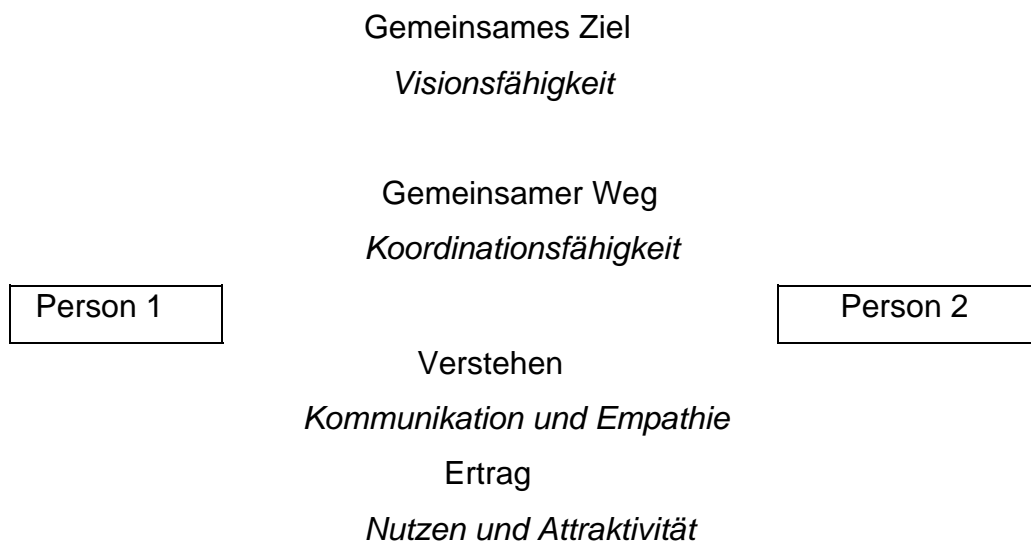 Gemeinsames Ziel
Visionsfähigkeit
Gemeinsamer Weg
Koordinationsfähigkeit
Person 1
Person 2
Verstehen
Kommunikation und Empathie
Ertrag
Nutzen und Attraktivität